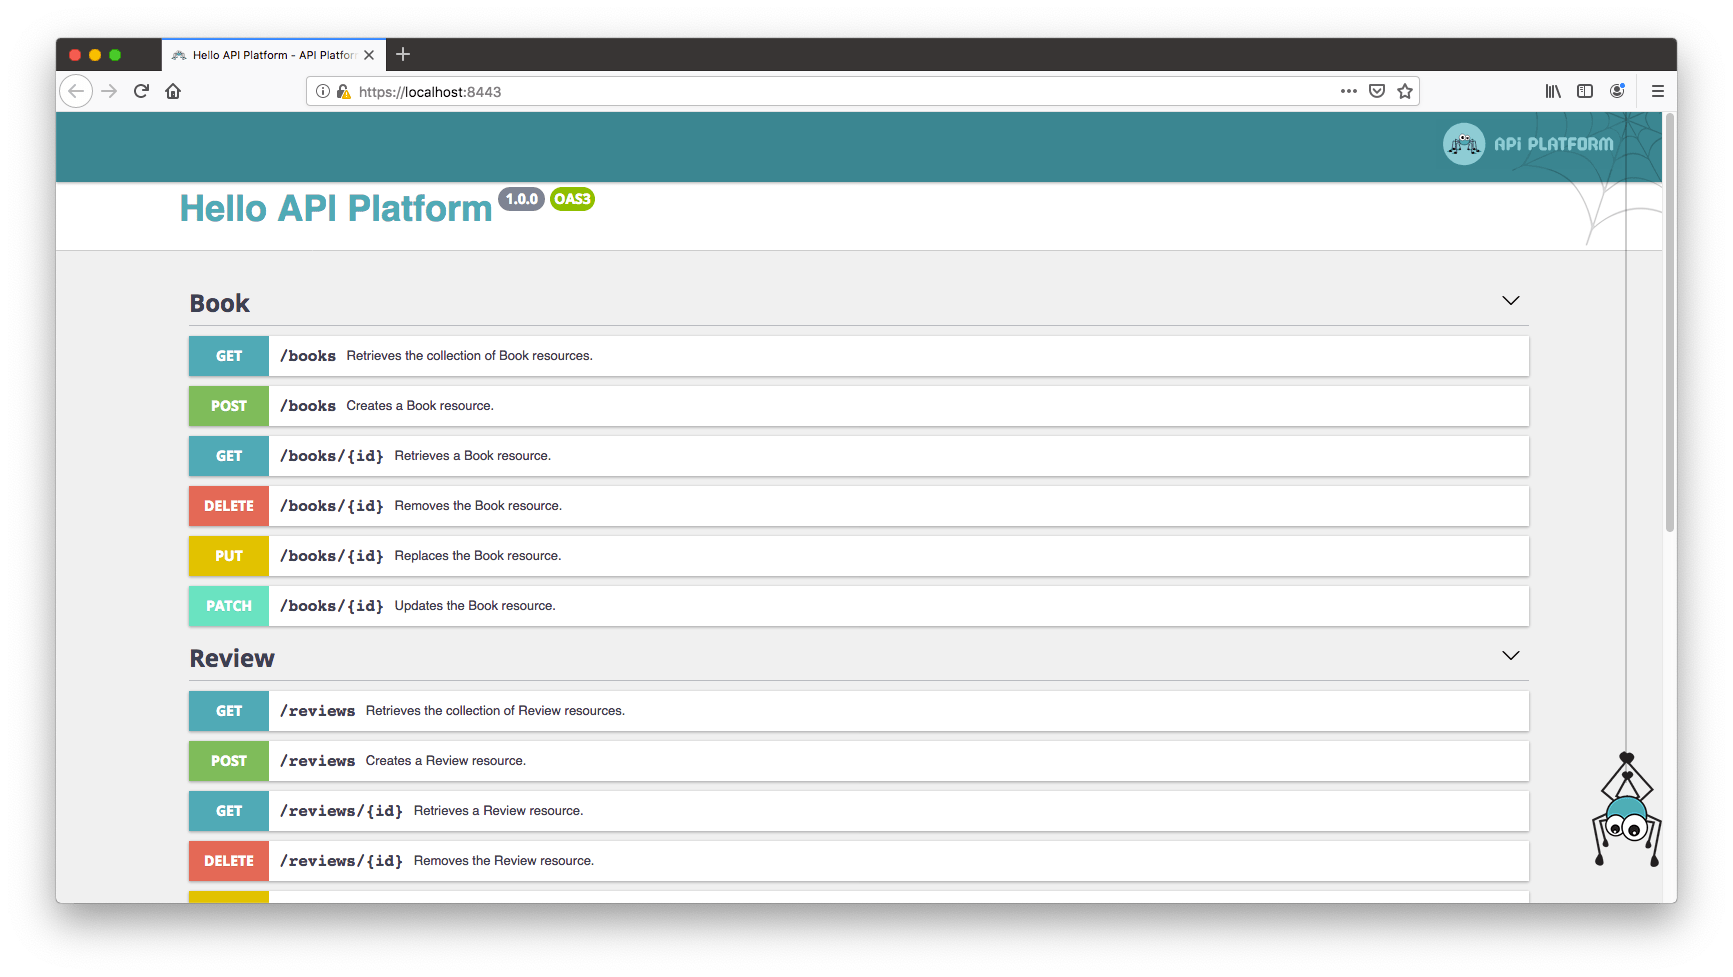 Hello API Platform - API Platform
https://localhost:8443
API PLATFORM
Hello API Platform 1.0.0 OAS3
Book
GET /books Retrieves the collection of Book resources.
POST /books Creates a Book resource.
GET /books/{id} Retrieves a Book resource.
DELETE /books/{id} Removes the Book resource.
PUT /books/{id} Replaces the Book resource.
PATCH /books/{id} Updates the Book resource.
Review
GET /reviews Retrieves the collection of Review resources.
POST /reviews Creates a Review resource.
GET /reviews/{id} Retrieves a Review resource.
DELETE /reviews/{id} Removes the Review resource.